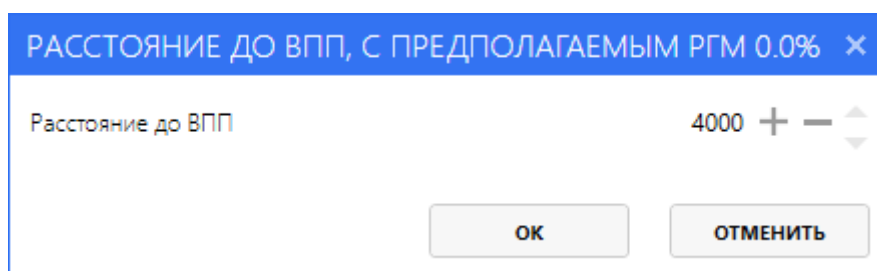 РАССТОЯНИЕ ДО ВПП, С ПРЕДПОЛАГАЕМЫМ РГМ 0.0%
Расстояние до ВПП 4000
ОК ОТМЕНИТЬ